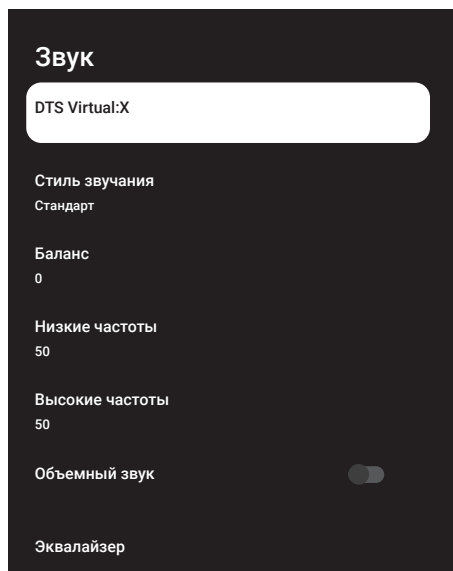 Звук
DTS Virtual:X
Стиль звучания
Стандарт
Баланс
0
Низкие частоты
50
Высокие частоты
50
Объемный звук
Эквалайзер